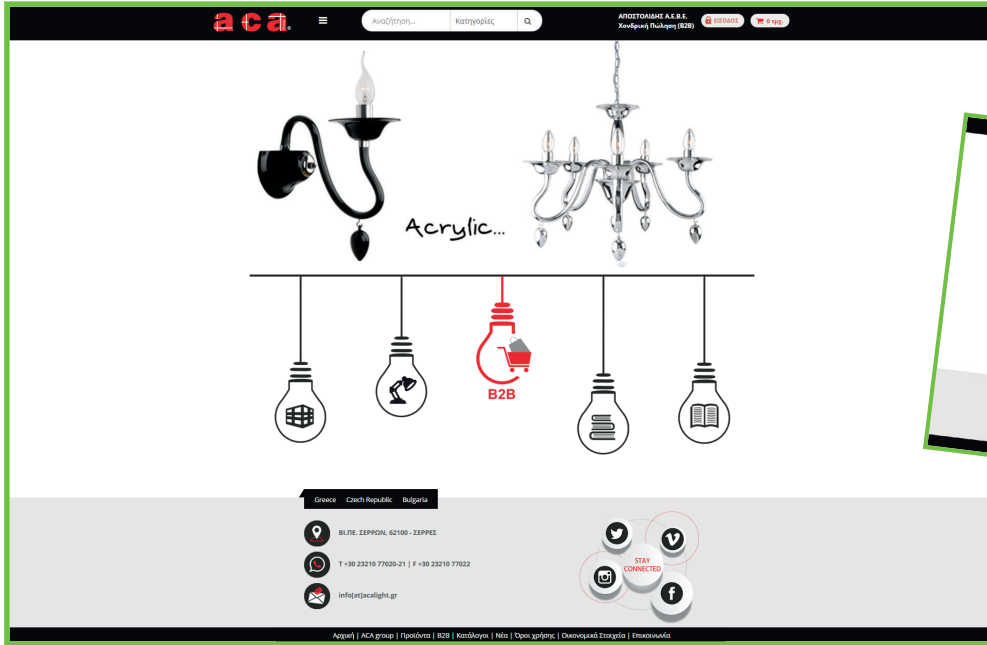 aca
Αναζήτηση...
Κατηγορίες
ΑΠΟΣΤΟΛΙΔΗΣ Α.Ε.Β.Ε.
Χονδρική Πώληση (B2B)
ΕΙΣΟΔΟΣ
0 τμχ.
Acrylic...
B2B
Greece Czech Republic Bulgaria
ΒΙ.ΠΕ. ΣΕΡΡΩΝ, 62100 - ΣΕΡΡΕΣ
T +30 23210 77020-21 | F +30 23210 77022
info[at]acalight.gr
STAY
CONNECTED
Αρχική | ACA group | Προϊόντα | B2B | Κατάλογοι | Νέα | Όροι χρήσης | Οικονομικά Στοιχεία | Επικοινωνία